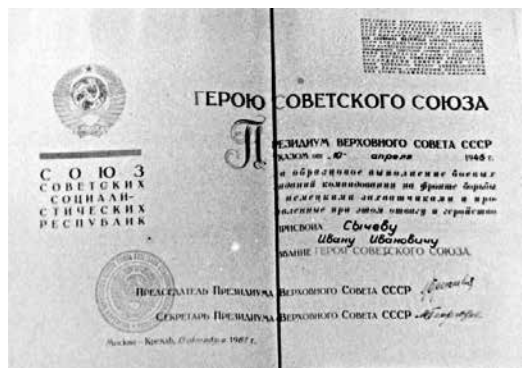 СОЮЗ
СОВЕТСКИХ
СОЦИАЛИ-
СТИЧЕСКИХ
РЕСПУБЛИК
ГЕРОЮ СОВЕТСКОГО СОЮЗА
ПРЕЗИДИУМ ВЕРХОВНОГО СОВЕТА СССР
УКАЗОМ от "10" апреля 1945 г.
за образцовое выполнение боевых
заданий командования на фронте борьбы
с немецкими захватчиками и про-
явленные при этом отвагу и геройство
ПРИСВОИЛ Сычеву
Ивану Ивановичу
ЗВАНИЕ ГЕРОЯ СОВЕТСКОГО СОЮЗА.
ПРЕДСЕДАТЕЛЬ ПРЕЗИДИУМА ВЕРХОВНОГО СОВЕТА СССР
СЕКРЕТАРЬ ПРЕЗИДИУМА ВЕРХОВНОГО СОВЕТА СССР
Москва — Кремль, октября 1967 г.